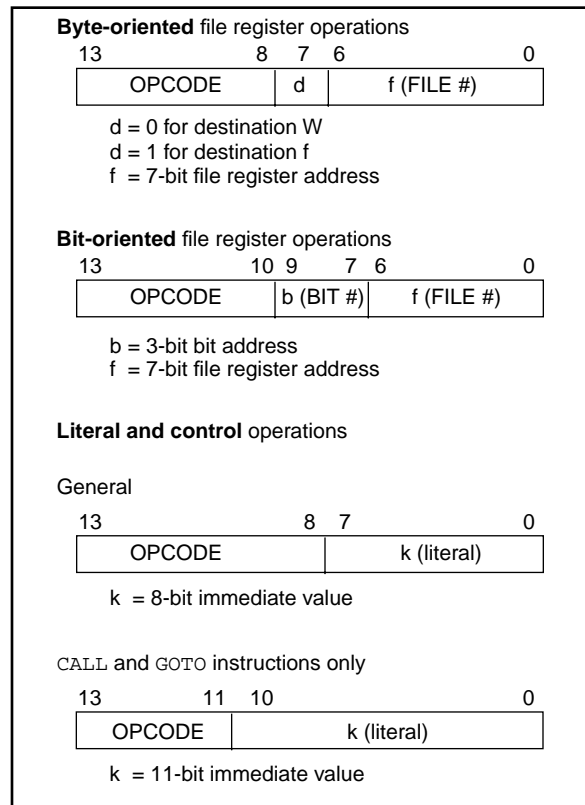 Byte-oriented file register operations
13 8 7 6 0
OPCODE d f (FILE #)
d = 0 for destination W
d = 1 for destination f
f = 7-bit file register address
Bit-oriented file register operations
13 10 9 7 6 0
OPCODE b (BIT #) f (FILE #)
b = 3-bit bit address
f = 7-bit file register address
Literal and control operations
General
13 8 7 0
OPCODE k (literal)
k = 8-bit immediate value
CALL and GOTO instructions only
13 11 10 0
OPCODE k (literal)
k = 11-bit immediate value